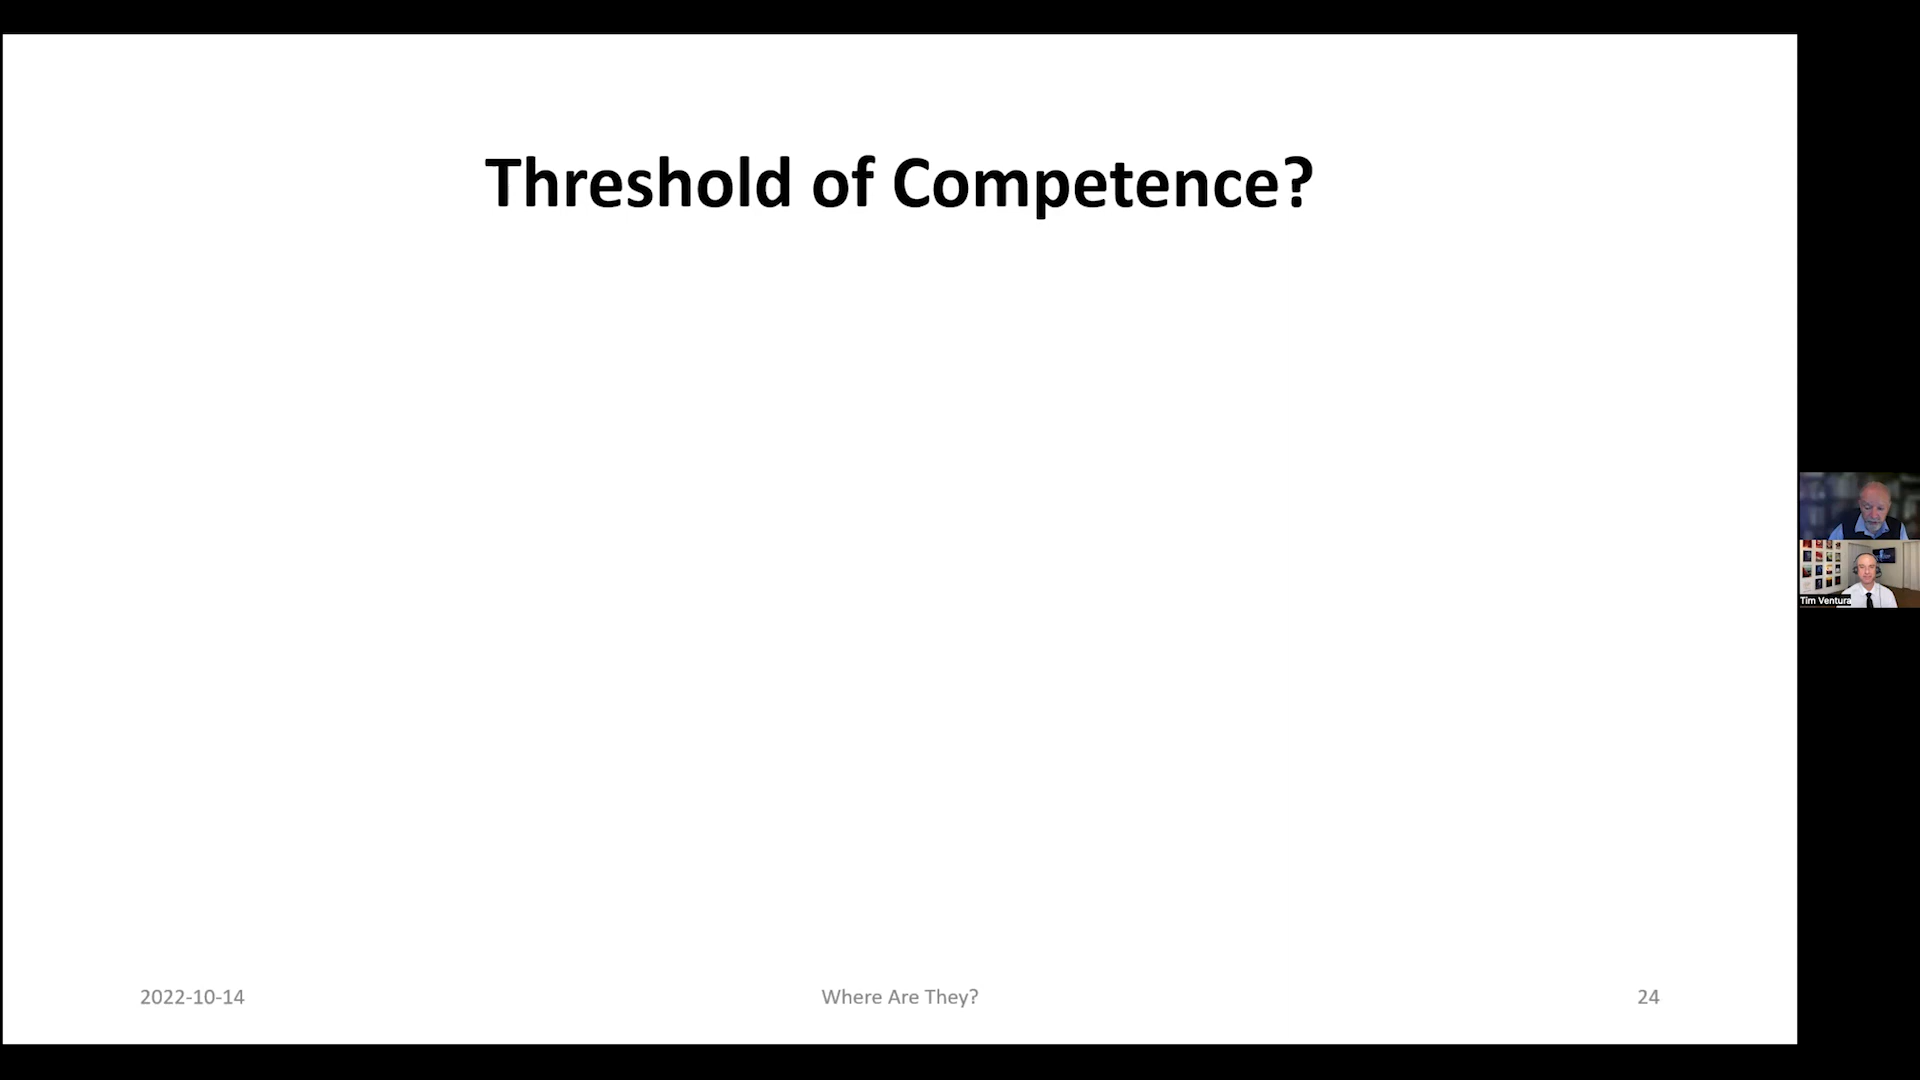 Threshold of Competence?
Tim Ventura
2022-10-14
Where Are They?
24